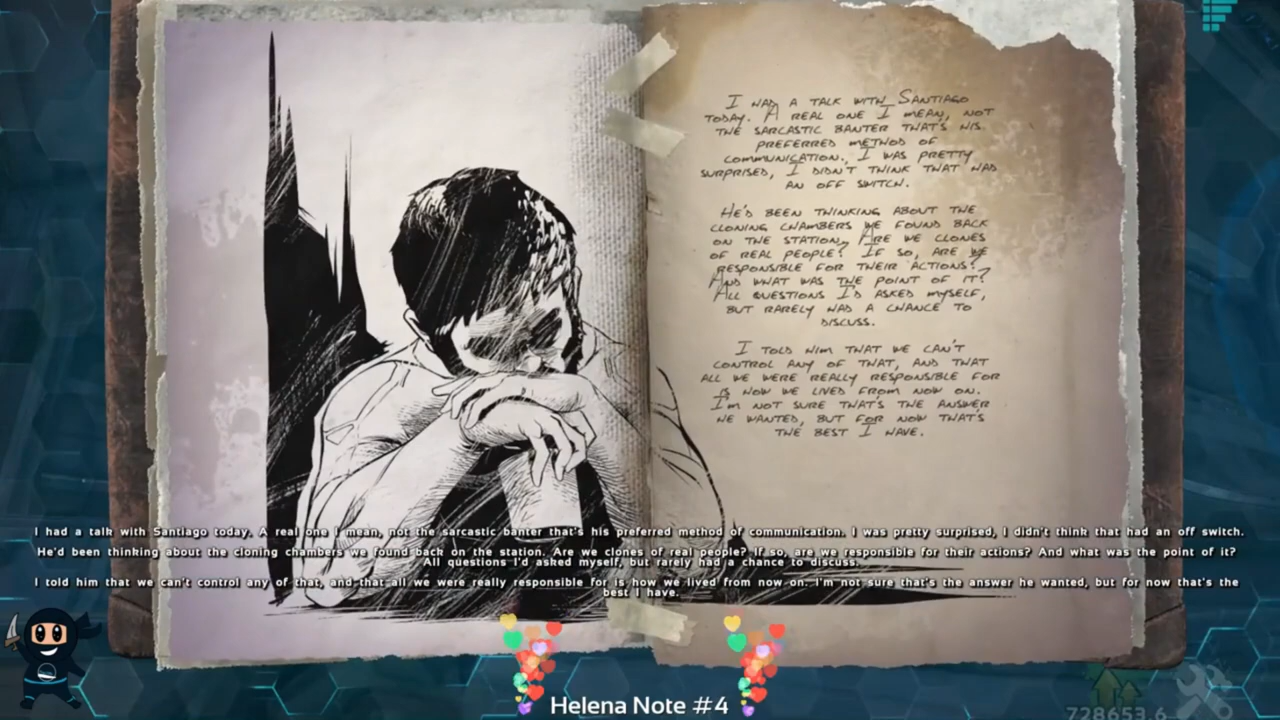 I HAD A TALK WITH SANTIAGO
TODAY. A REAL ONE I MEAN, NOT
THE SARCASTIC BANTER THAT'S HIS
PREFERRED METHOD OF
COMMUNICATION. I WAS PRETTY
SURPRISED, I DIDN'T THINK THAT HAD
AN OFF SWITCH.
HE'D BEEN THINKING ABOUT THE
CLONING CHAMBERS WE FOUND BACK
ON THE STATION. ARE WE CLONES
OF REAL PEOPLE? IF SO, ARE WE
RESPONSIBLE FOR THEIR ACTIONS?
AND WHAT WAS THE POINT OF IT?
ALL QUESTIONS I'D ASKED MYSELF,
BUT RARELY HAD A CHANCE TO
DISCUSS.
I TOLD HIM THAT WE CAN'T
CONTROL ANY OF THAT, AND THAT
ALL WE WERE REALLY RESPONSIBLE FOR
IS HOW WE LIVED FROM NOW ON.
I'M NOT SURE THAT'S THE ANSWER
HE WANTED, BUT FOR NOW THAT'S
THE BEST I HAVE.
I had a talk with Santiago today. A real one I mean, not the sarcastic banter that's his preferred method of communication. I was pretty surprised, I didn't think that had an off switch.
He'd been thinking about the cloning chambers we found back on the station. Are we clones of real people? If so, are we responsible for their actions? And what was the point of it?
All questions I'd asked myself, but rarely had a chance to discuss.
I told him that we can't control any of that, and that all we were really responsible for is how we lived from now on. I'm not sure that's the answer he wanted, but for now that's the
best I have.
Helena Note #4
728653.6